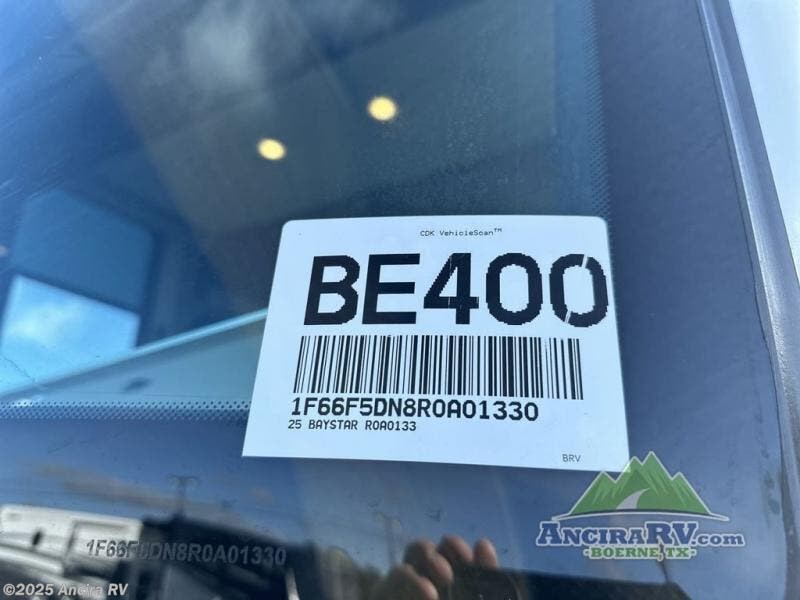 CDK VehicleScan™
BE400
1F66F5DN8R0A01330
25 BAYSTAR R0A0133
BRV
1F66F5DN8R0A01330
ANCIRARV.com
BOERNE, TX
©2025 Ancira RV